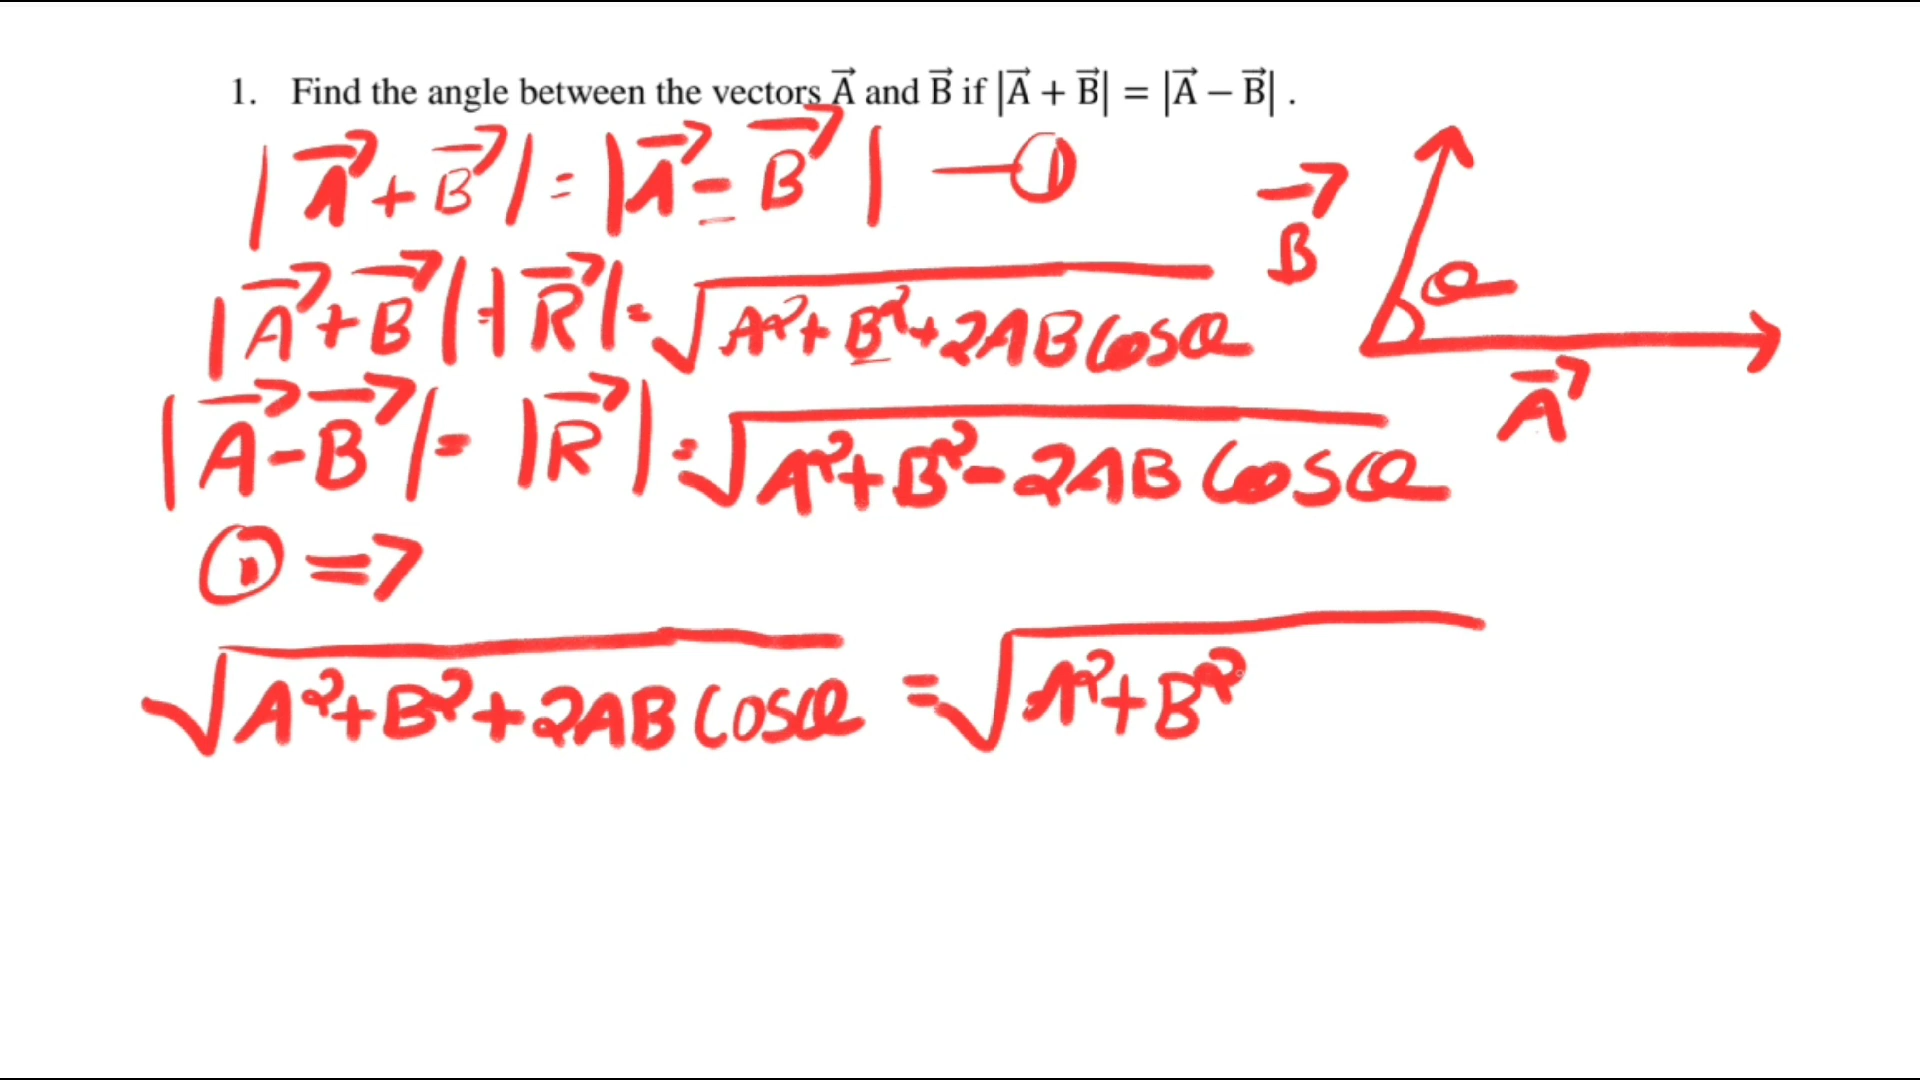 1. Find the angle between the vectors A⃗ and B⃗ if |A⃗ + B⃗| = |A⃗ − B⃗| .
|A⃗ + B⃗| = |A⃗ − B⃗| — ①
B⃗
θ
|A⃗ + B⃗| = |R⃗| = √(A² + B² + 2AB Cosθ)
A⃗
|A⃗ − B⃗| = |R⃗| = √(A² + B² − 2AB Cosθ)
① =>
√(A² + B² + 2AB COSθ) = √(A² + B²